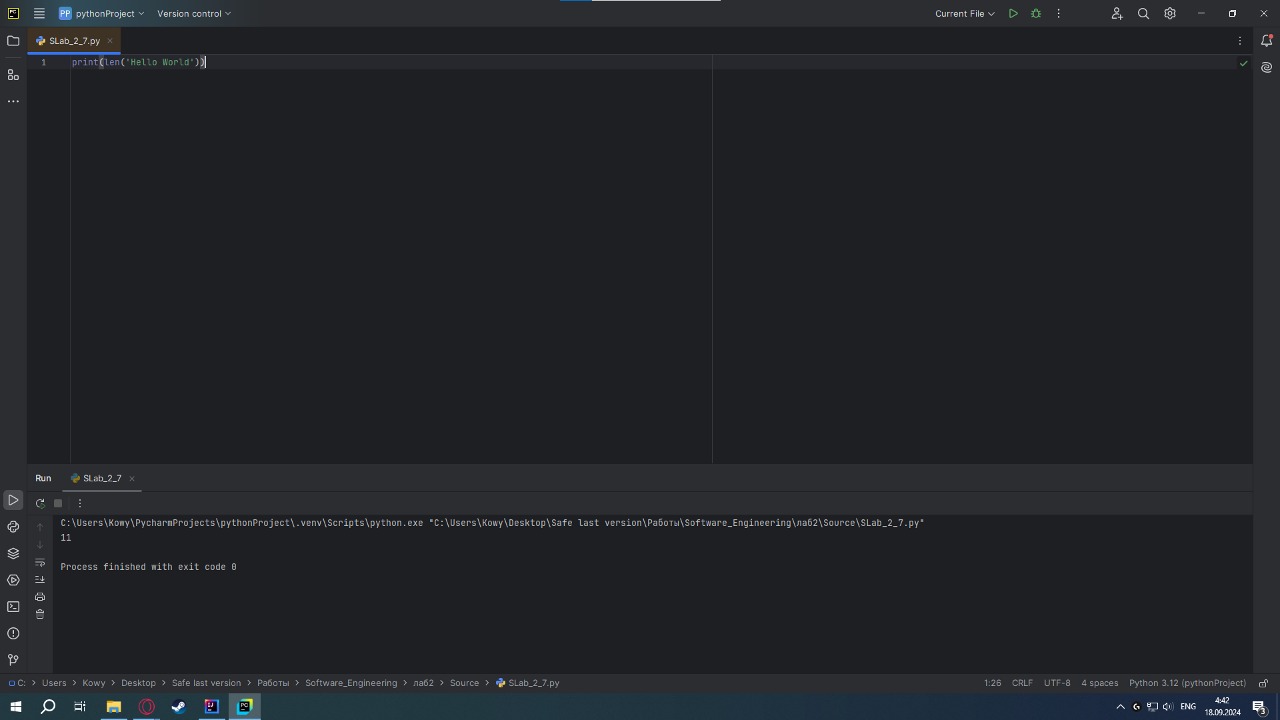 PP pythonProject Version control Current File
SLab_2_7.py
1 print(len('Hello World'))
Run SLab_2_7
C:\Users\Kowy\PycharmProjects\pythonProject\.venv\Scripts\python.exe "C:\Users\Kowy\Desktop\Safe last version\Работы\Software_Engineering\лаб2\Source\SLab_2_7.py"
11
Process finished with exit code 0
C: > Users > Kowy > Desktop > Safe last version > Работы > Software_Engineering > лаб2 > Source > SLab_2_7.py 1:26 CRLF UTF-8 4 spaces Python 3.12 (pythonProject)
ENG 4:42
18.09.2024